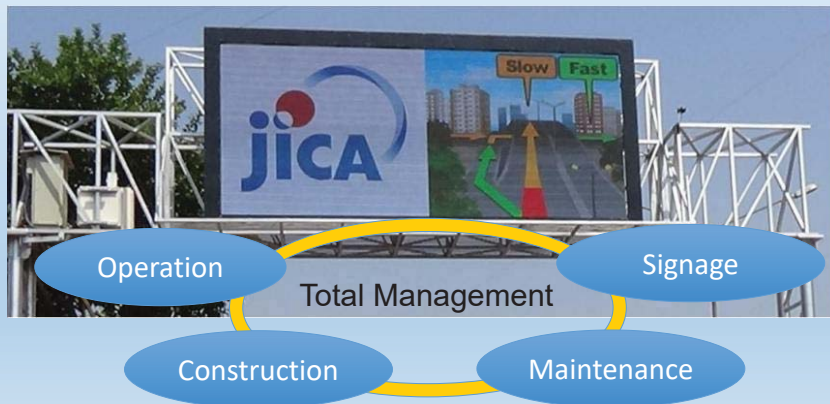 Slow Fast
jICA
Operation
Signage
Total Management
Construction
Maintenance